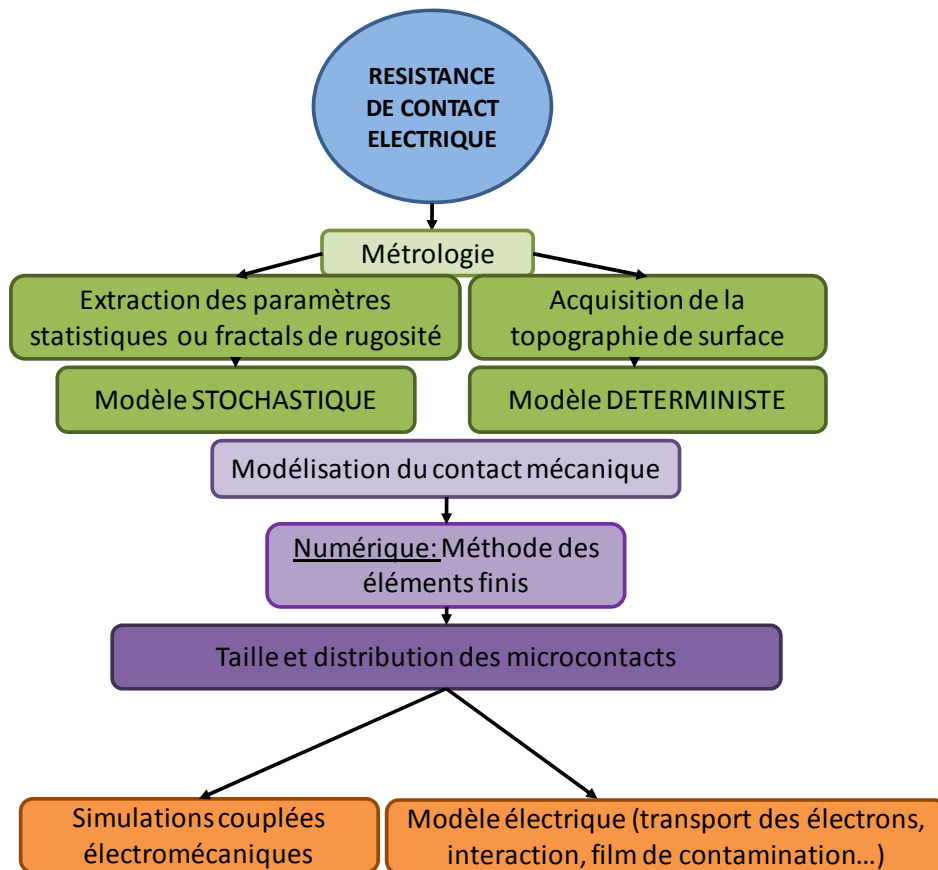 RESISTANCE
DE CONTACT
ELECTRIQUE
Métrologie
Extraction des paramètres
statistiques ou fractals de rugosité
Acquisition de la
topographie de surface
Modèle STOCHASTIQUE
Modèle DETERMINISTE
Modélisation du contact mécanique
Numérique: Méthode des
éléments finis
Taille et distribution des microcontacts
Simulations couplées
électromécaniques
Modèle électrique (transport des électrons,
interaction, film de contamination...)